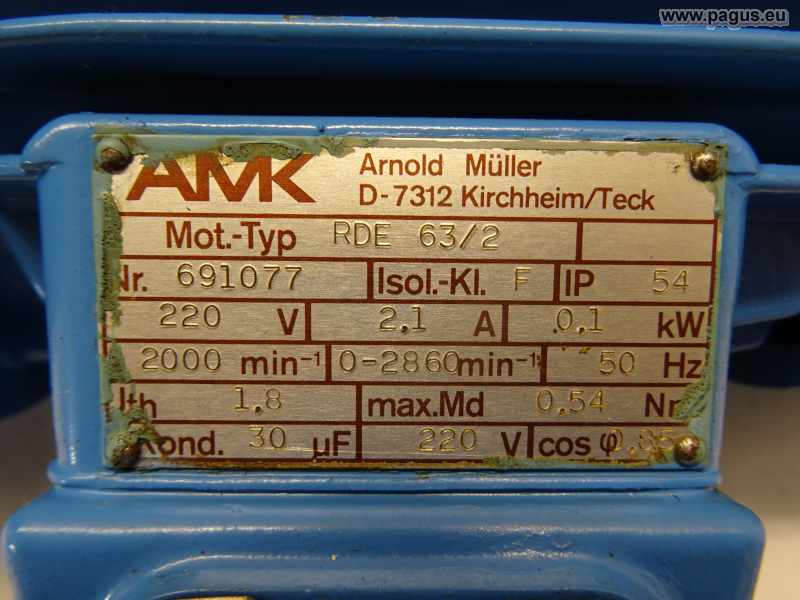 www.pagus.eu
AMK Arnold Müller
D-7312 Kirchheim/Teck
Mot.-Typ RDE 63/2
Nr. 691077 Isol.-Kl. F IP 54
220 V 2,1 A 0,1 kW
2000 min⁻¹ 0-2860 min⁻¹ 50 Hz
1,8 max.Md 0,54
Kond. 30 µF 220 V cos φ 0,85